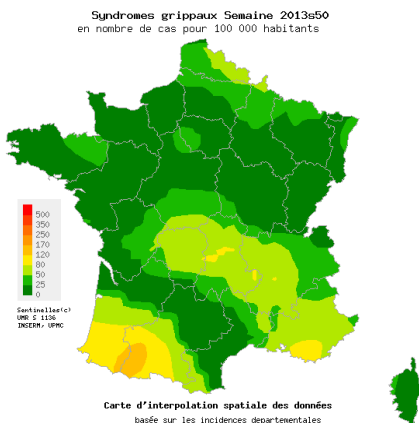 Syndromes grippaux Semaine 2013s50
en nombre de cas pour 100 000 habitants
500
350
250
170
120
80
50
25
0
Sentinelles(c)
UMR S 1136
INSERM, UPMC
Carte d'interpolation spatiale des données
basée sur les incidences departementales